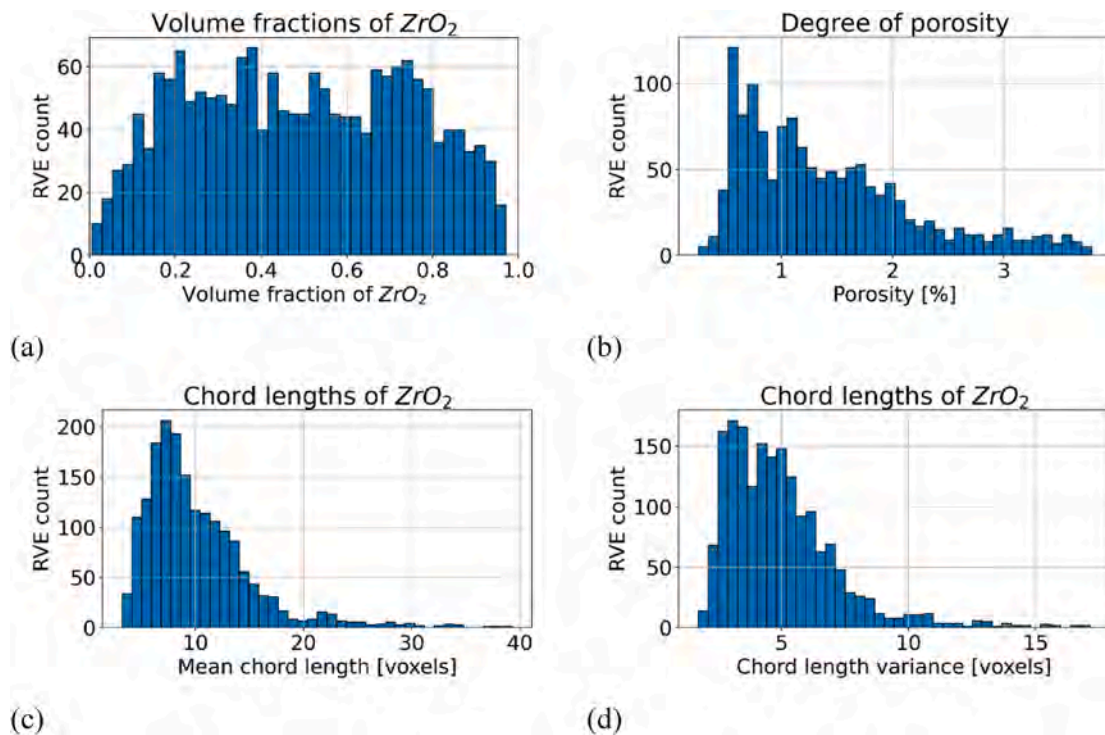 Volume fractions of ZrO₂
RVE count
60
40
20
0
0.0 0.2 0.4 0.6 0.8 1.0
Volume fraction of ZrO₂
(a)
Degree of porosity
RVE count
100
50
0
1 2 3
Porosity [%]
(b)
Chord lengths of ZrO₂
RVE count
200
150
100
50
0
10 20 30 40
Mean chord length [voxels]
(c)
Chord lengths of ZrO₂
RVE count
150
100
50
0
5 10 15
Chord length variance [voxels]
(d)